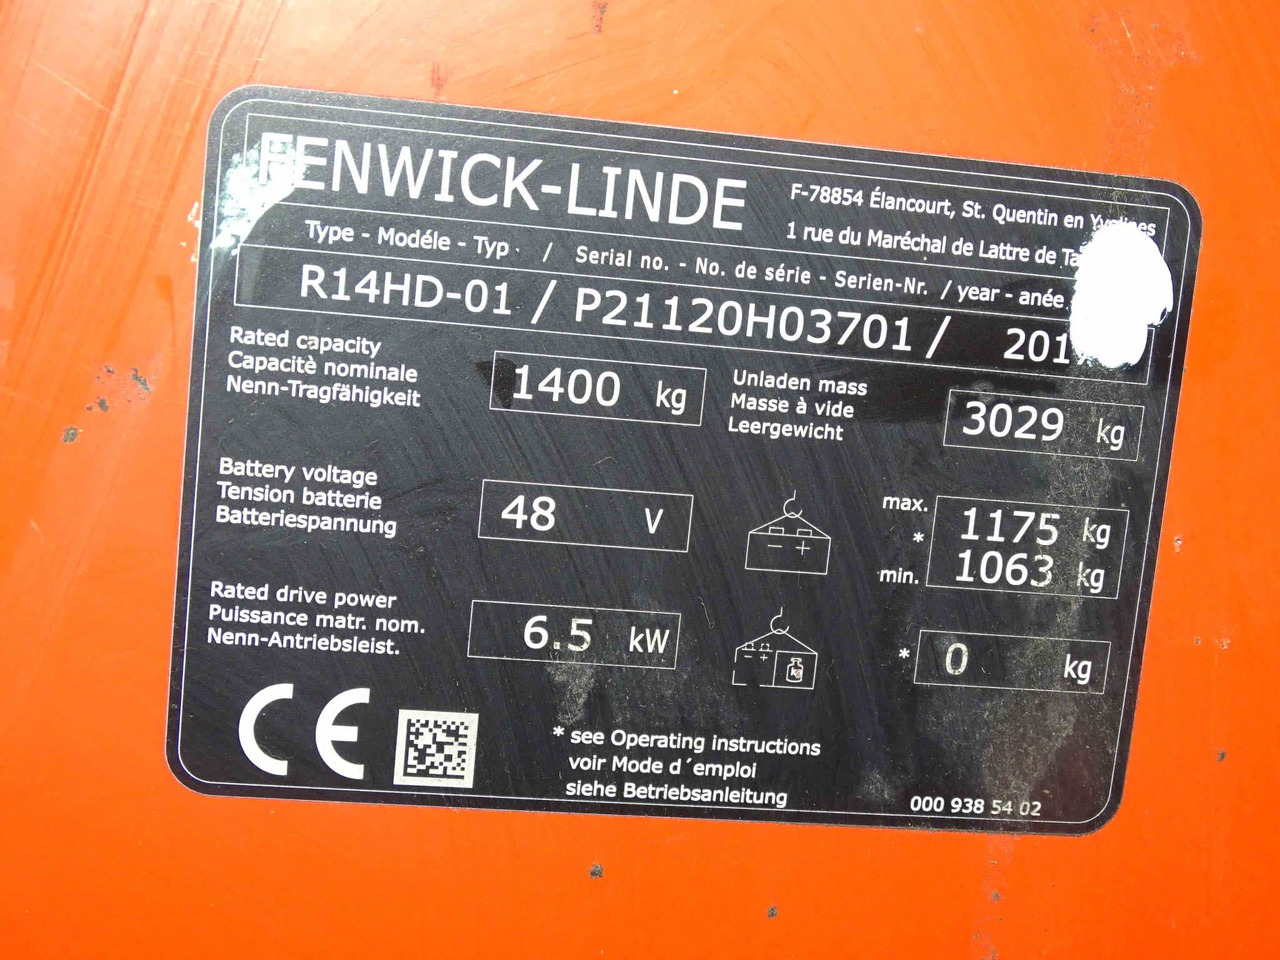 FENWICK-LINDE
F-78854 Élancourt, St. Quentin en Yvelines
1 rue du Maréchal de Lattre de
Type - Modéle - Typ / Serial no. - No. de série - Serien-Nr. / year - anée
R14HD-01 / P21120H03701 / 201
Rated capacity
Capacitè nominale
Nenn-Tragfähigkeit
1400 kg
Unladen mass
Masse à vide
Leergewicht
3029 kg
Battery voltage
Tension batterie
Batteriespannung
48 V
- +
max. 1175 kg
*
min. 1063 kg
Rated drive power
Puissance matr. nom.
Nenn-Antriebsleist.
6.5 kW
- +
kg
* 0 kg
CE
* see Operating instructions
voir Mode d´emploi
siehe Betriebsanleitung
000 938 54 02